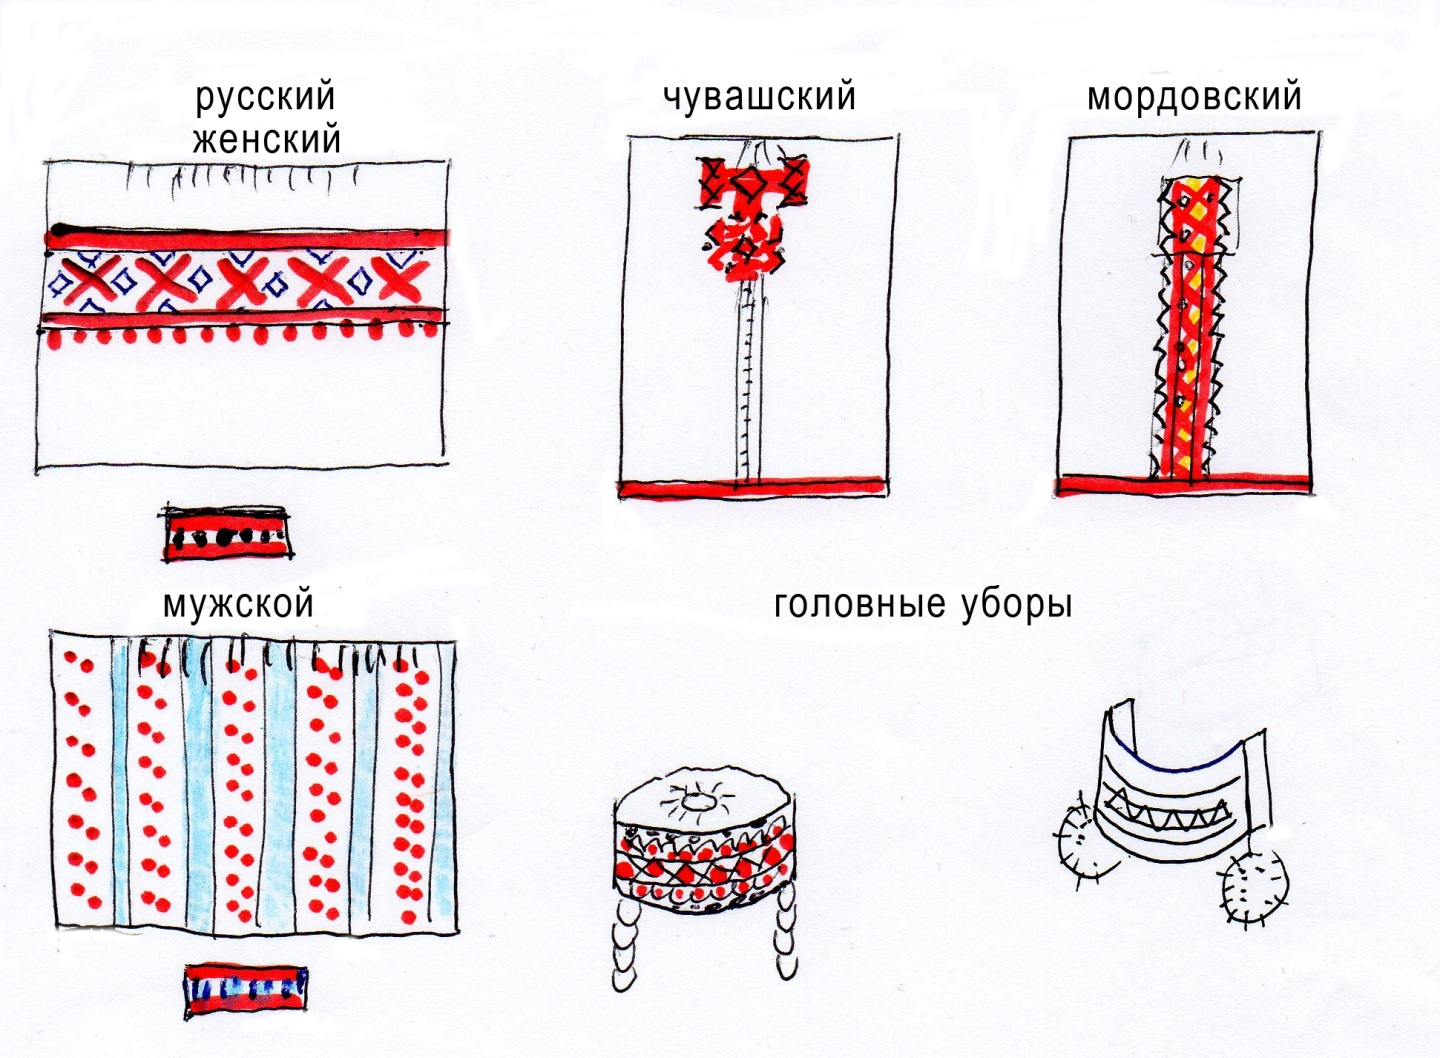 русский
женский
чувашский
мордовский
мужской
головные уборы